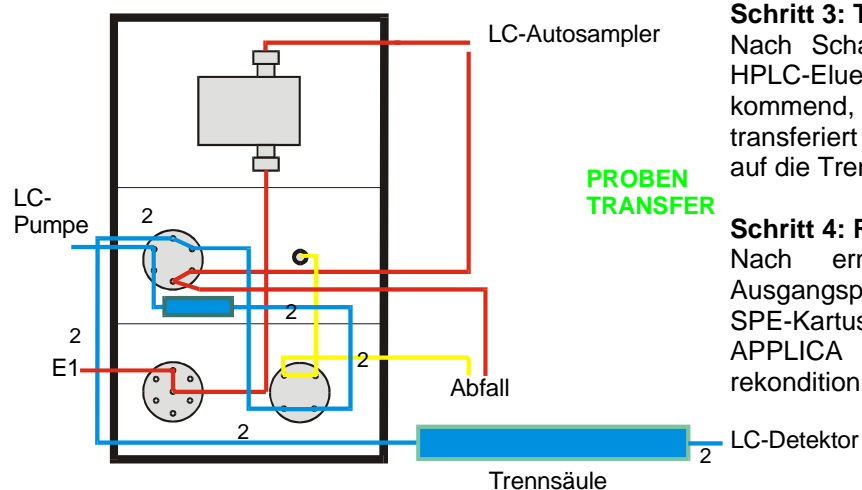 LC-Autosampler
LC-
Pumpe
2
2
2
2
E1
2
Abfall
2
LC-Detektor
Trennsäule
PROBEN
TRANSFER
Schritt 3: T
Nach Scha
HPLC-Elue
kommend,
transferiert
auf die Tren
Schritt 4: R
Nach err
Ausgangsp
SPE-Kartus
APPLICA
rekondition